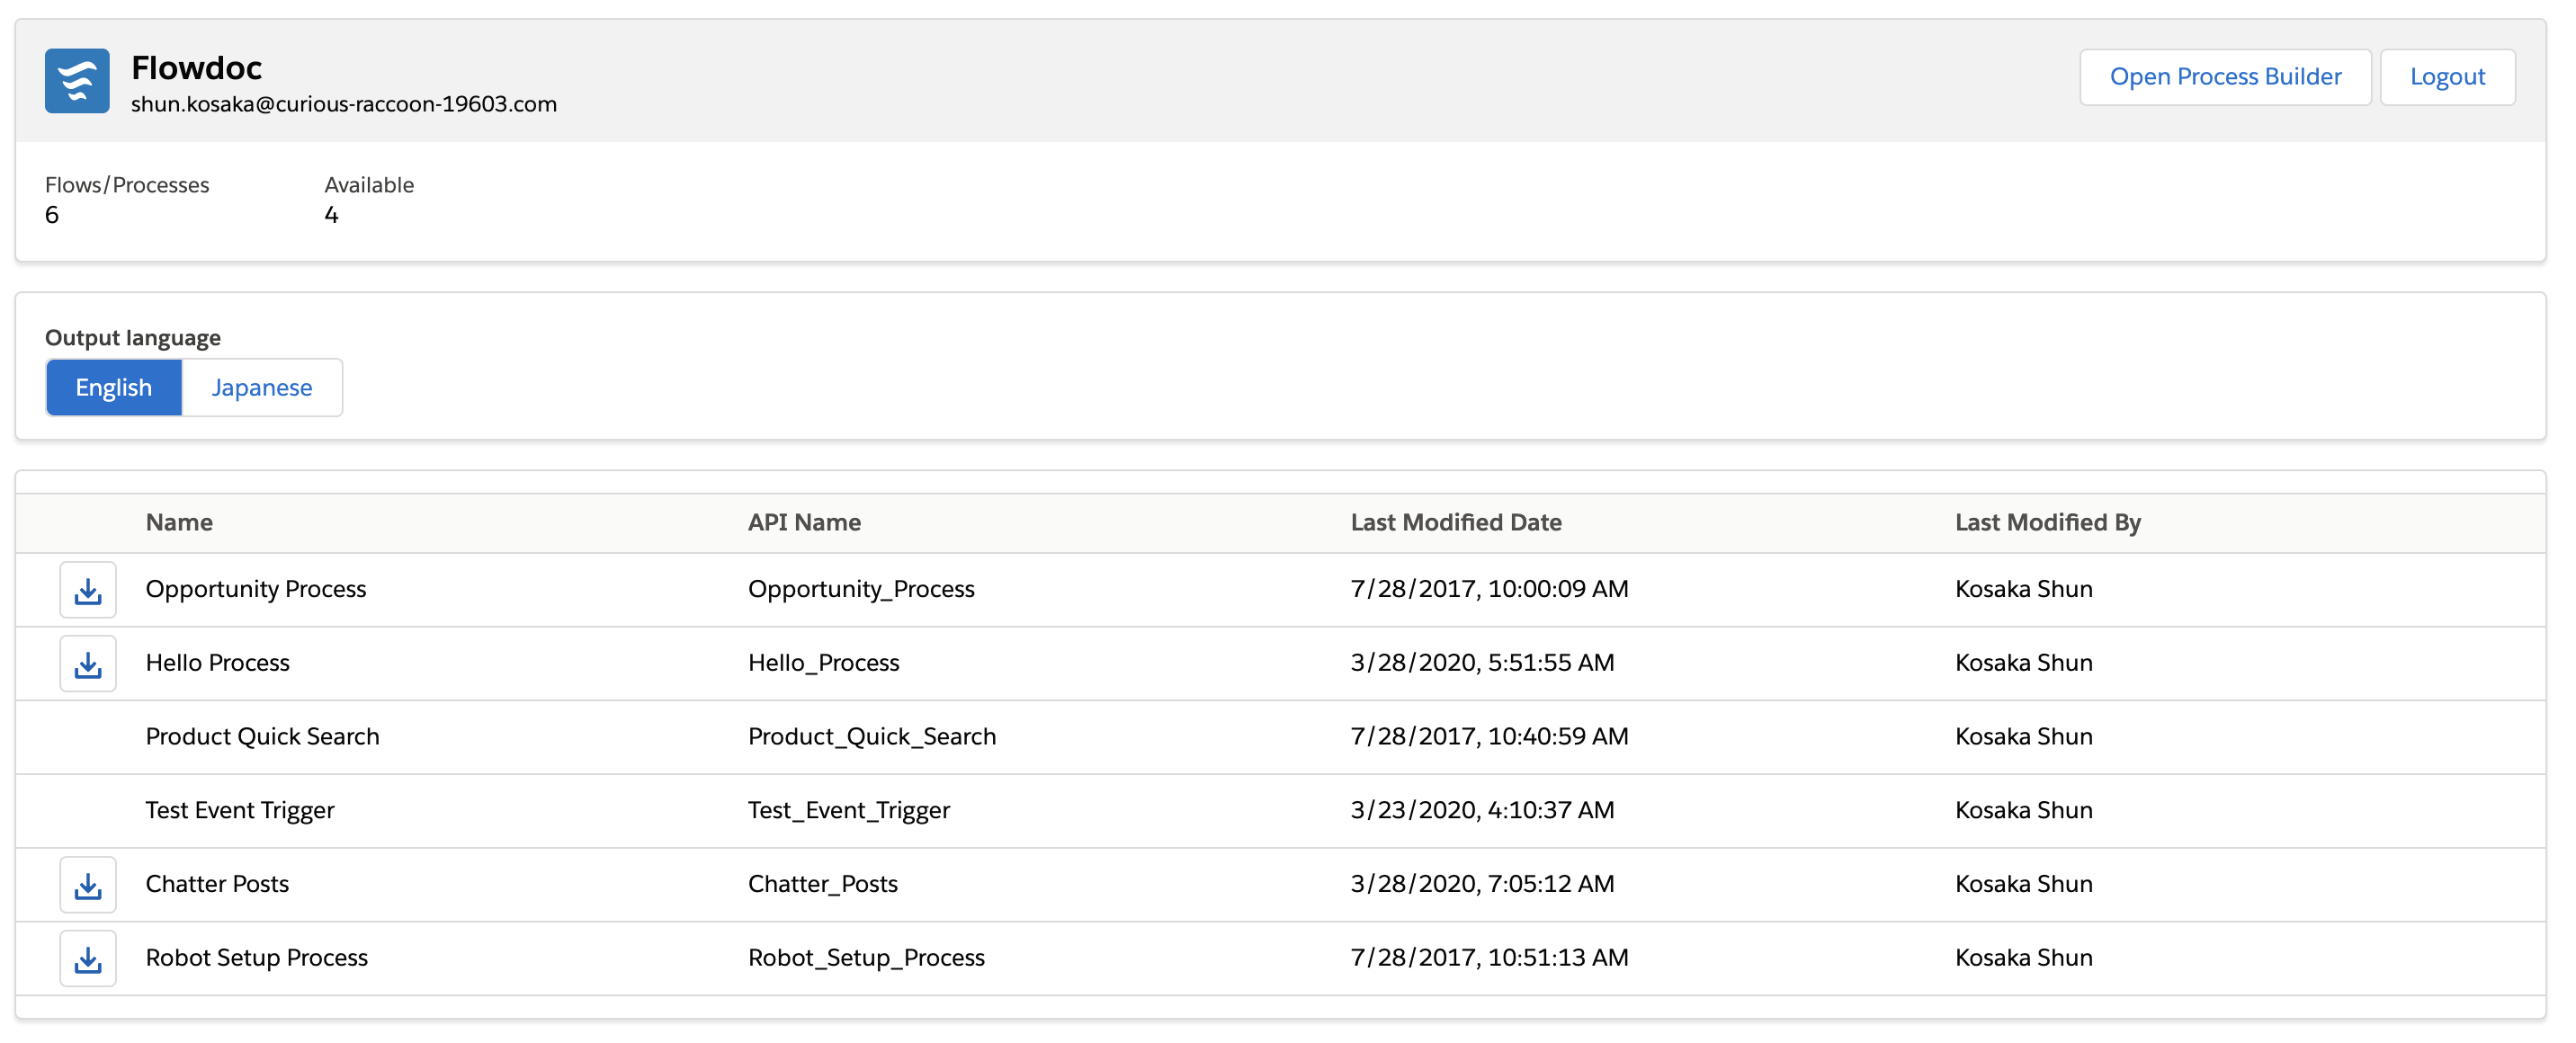 Flowdoc
shun.kosaka@curious-raccoon-19603.com
Open Process Builder
Logout
Flows/Processes
6
Available
4
Output language
English Japanese
Name API Name Last Modified Date Last Modified By
Opportunity Process Opportunity_Process 7/28/2017, 10:00:09 AM Kosaka Shun
Hello Process Hello_Process 3/28/2020, 5:51:55 AM Kosaka Shun
Product Quick Search Product_Quick_Search 7/28/2017, 10:40:59 AM Kosaka Shun
Test Event Trigger Test_Event_Trigger 3/23/2020, 4:10:37 AM Kosaka Shun
Chatter Posts Chatter_Posts 3/28/2020, 7:05:12 AM Kosaka Shun
Robot Setup Process Robot_Setup_Process 7/28/2017, 10:51:13 AM Kosaka Shun